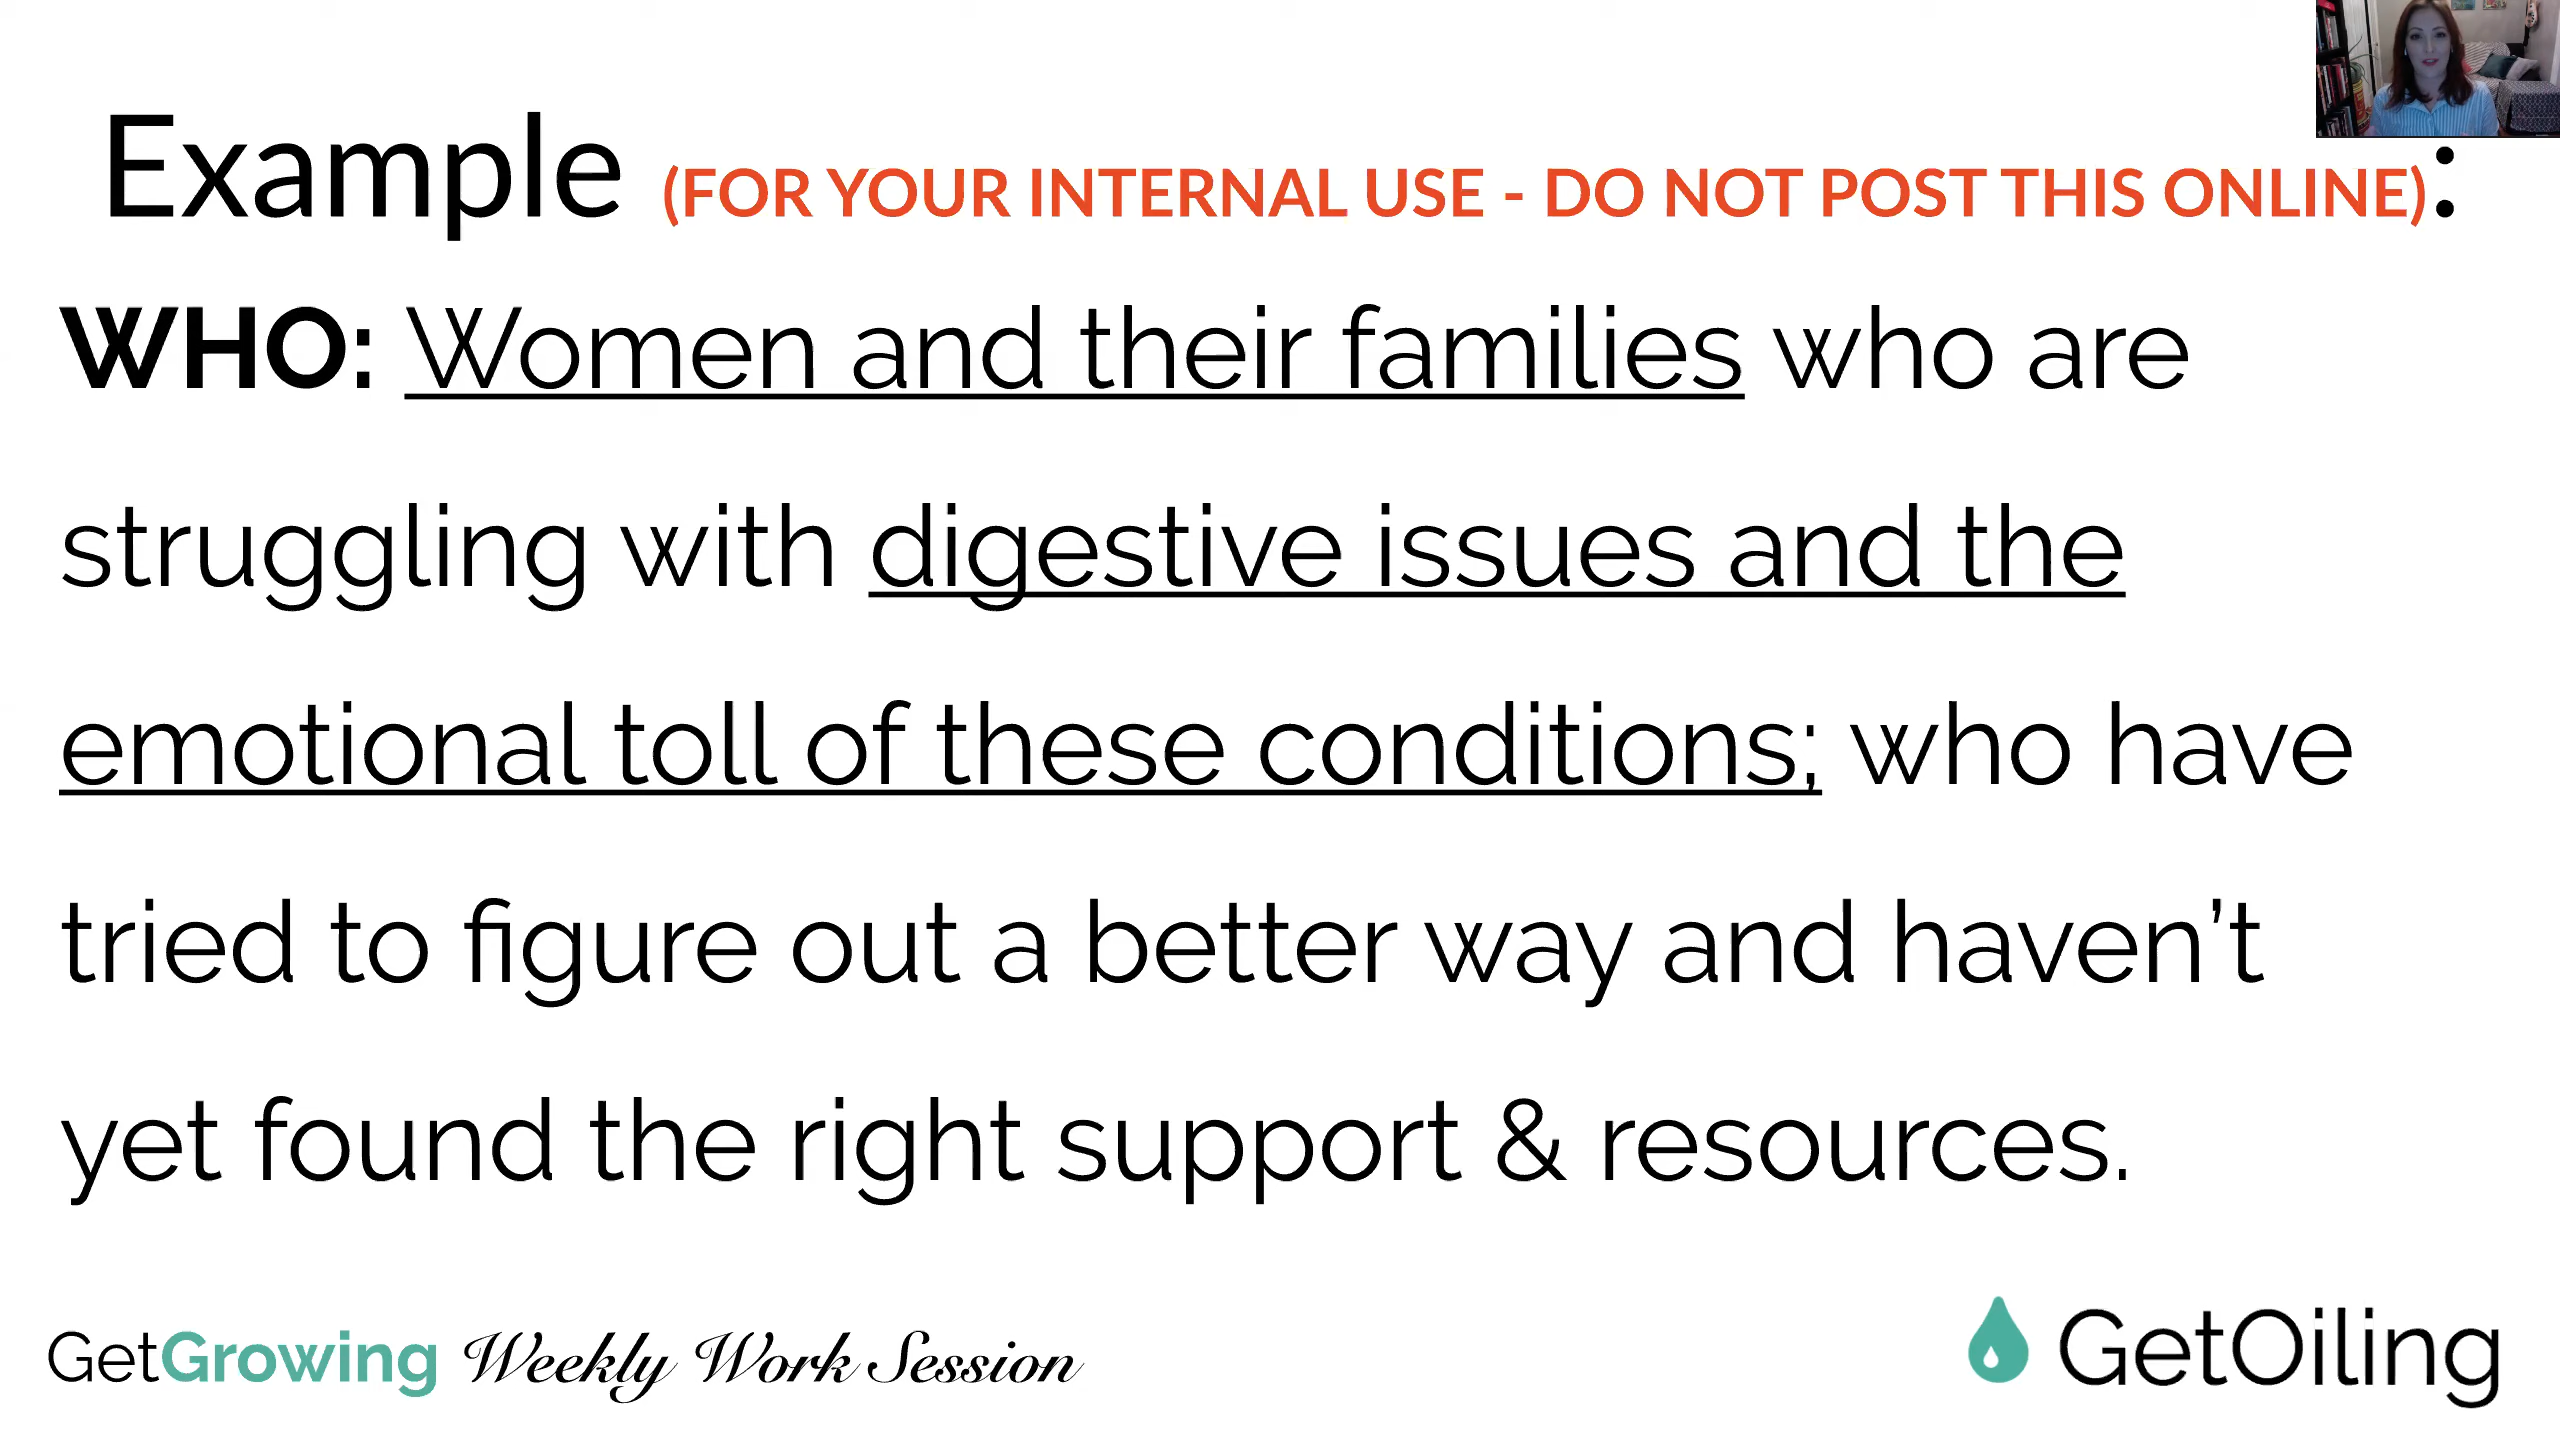 Example (FOR YOUR INTERNAL USE - DO NOT POST THIS ONLINE):
WHO: Women and their families who are
struggling with digestive issues and the
emotional toll of these conditions; who have
tried to figure out a better way and haven't
yet found the right support & resources.
GetGrowing Weekly Work Session
GetOiling